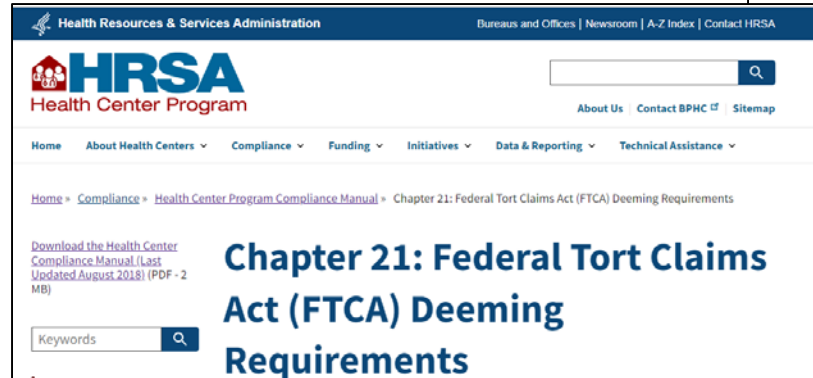 Health Resources & Services Administration
Bureaus and Offices | Newsroom | A-Z Index | Contact HRSA
HRSA
Health Center Program
About Us | Contact BPHC | Sitemap
Home About Health Centers Compliance Funding Initiatives Data & Reporting Technical Assistance
Home » Compliance » Health Center Program Compliance Manual » Chapter 21: Federal Tort Claims Act (FTCA) Deeming Requirements
Download the Health Center
Compliance Manual (Last
Updated August 2018) (PDF - 2
MB)
Keywords
Chapter 21: Federal Tort Claims
Act (FTCA) Deeming
Requirements